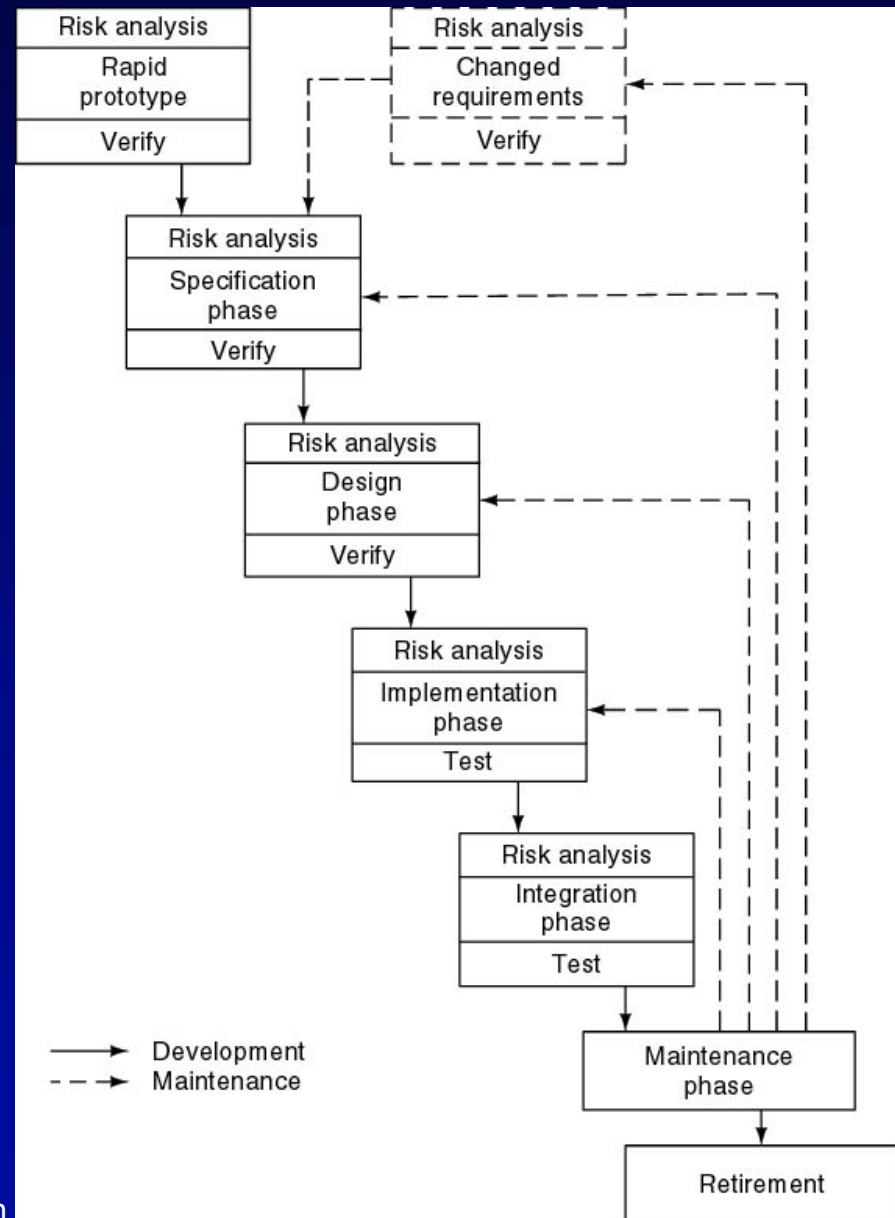 Risk analysis
Rapid
prototype
Verify
Risk analysis
Changed
requirements
Verify
Risk analysis
Specification
phase
Verify
Risk analysis
Design
phase
Verify
Risk analysis
Implementation
phase
Test
Risk analysis
Integration
phase
Test
Development
Maintenance
Maintenance
phase
Retirement